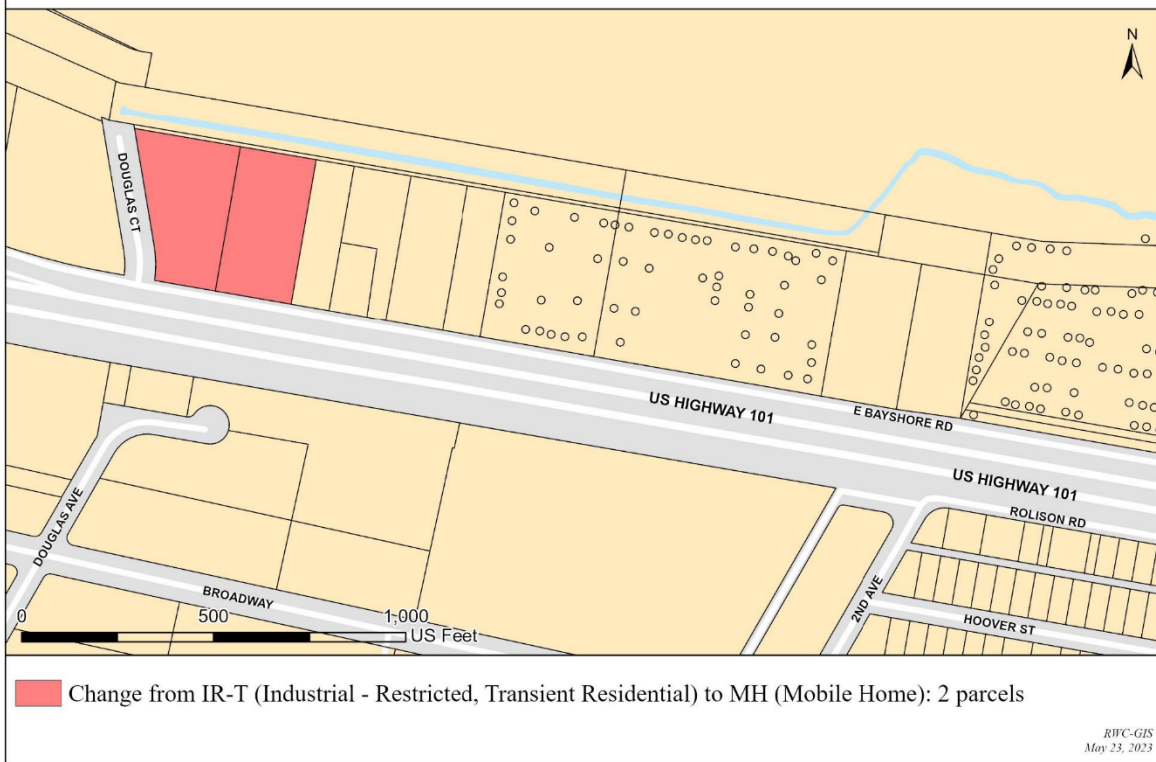 N
DOUGLAS CT
US HIGHWAY 101
E BAYSHORE RD
US HIGHWAY 101
ROLISON RD
DOUGLAS AVE
BROADWAY
2ND AVE
HOOVER ST
0 500 1,000
US Feet
Change from IR-T (Industrial - Restricted, Transient Residential) to MH (Mobile Home): 2 parcels
RWC-GIS
May 23, 2023